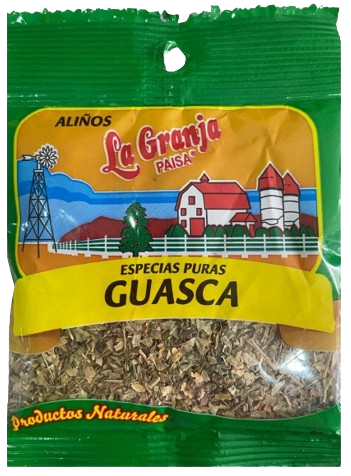 ALIÑOS
La Granja
PAISA®
ESPECIAS PURAS
GUASCA
Productos Naturales